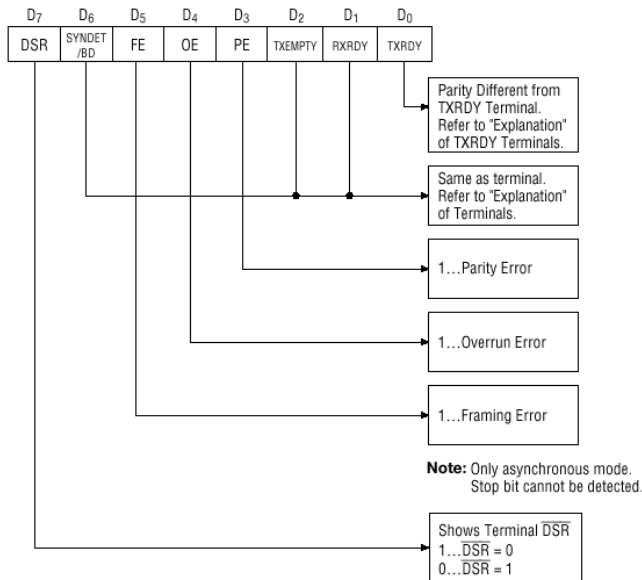 D7 D6 D5 D4 D3 D2 D1 D0
DSR SYNDET/BD FE OE PE TXEMPTY RXRDY TXRDY
Parity Different from
TXRDY Terminal.
Refer to "Explanation"
of TXRDY Terminals.
Same as terminal.
Refer to "Explanation"
of Terminals.
1...Parity Error
1...Overrun Error
1...Framing Error
Note: Only asynchronous mode.
Stop bit cannot be detected.
Shows Terminal D̅S̅R̅
1...D̅S̅R̅ = 0
0...D̅S̅R̅ = 1